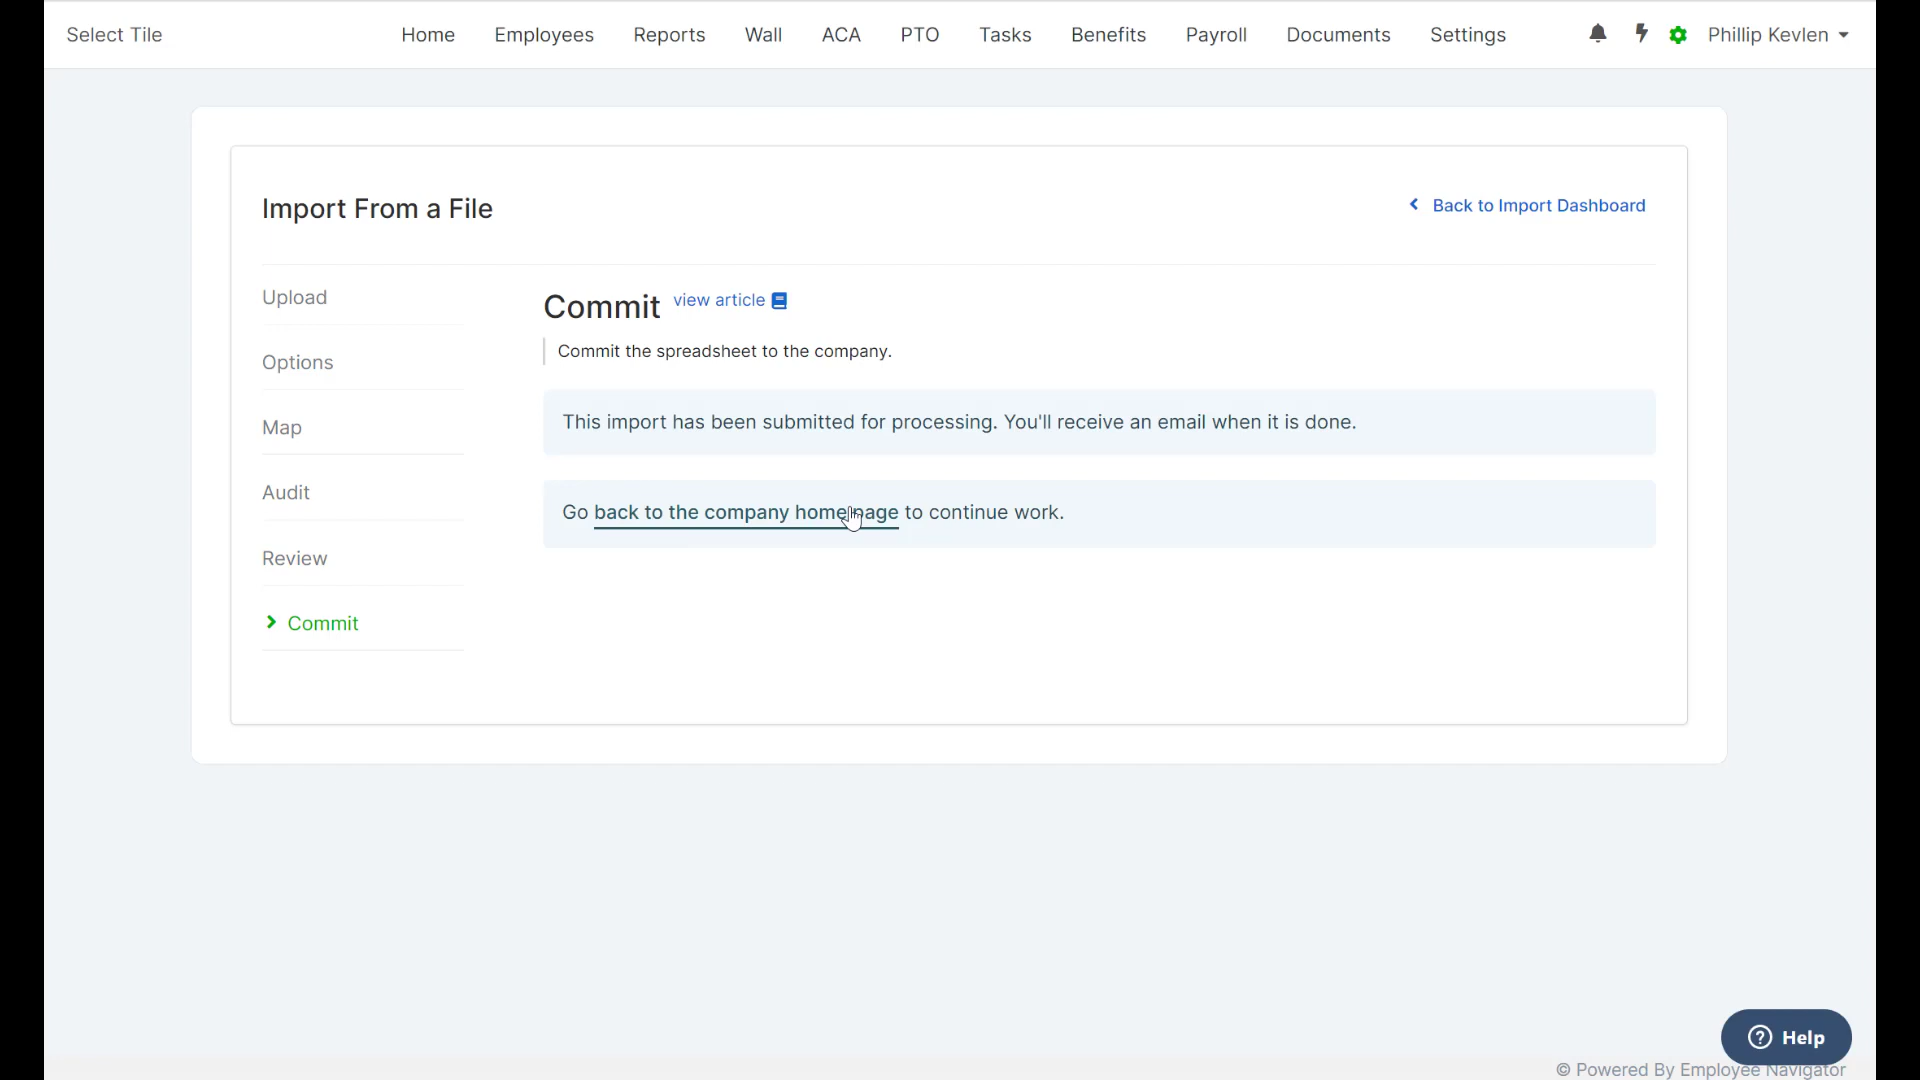 Select Tile
Home Employees Reports Wall ACA PTO Tasks Benefits Payroll Documents Settings
Phillip Kevlen
Import From a File
Back to Import Dashboard
Upload
Options
Map
Audit
Review
Commit
Commit view article
Commit the spreadsheet to the company.
This import has been submitted for processing. You'll receive an email when it is done.
Go back to the company home page to continue work.
Help
© Powered By Employee Navigator